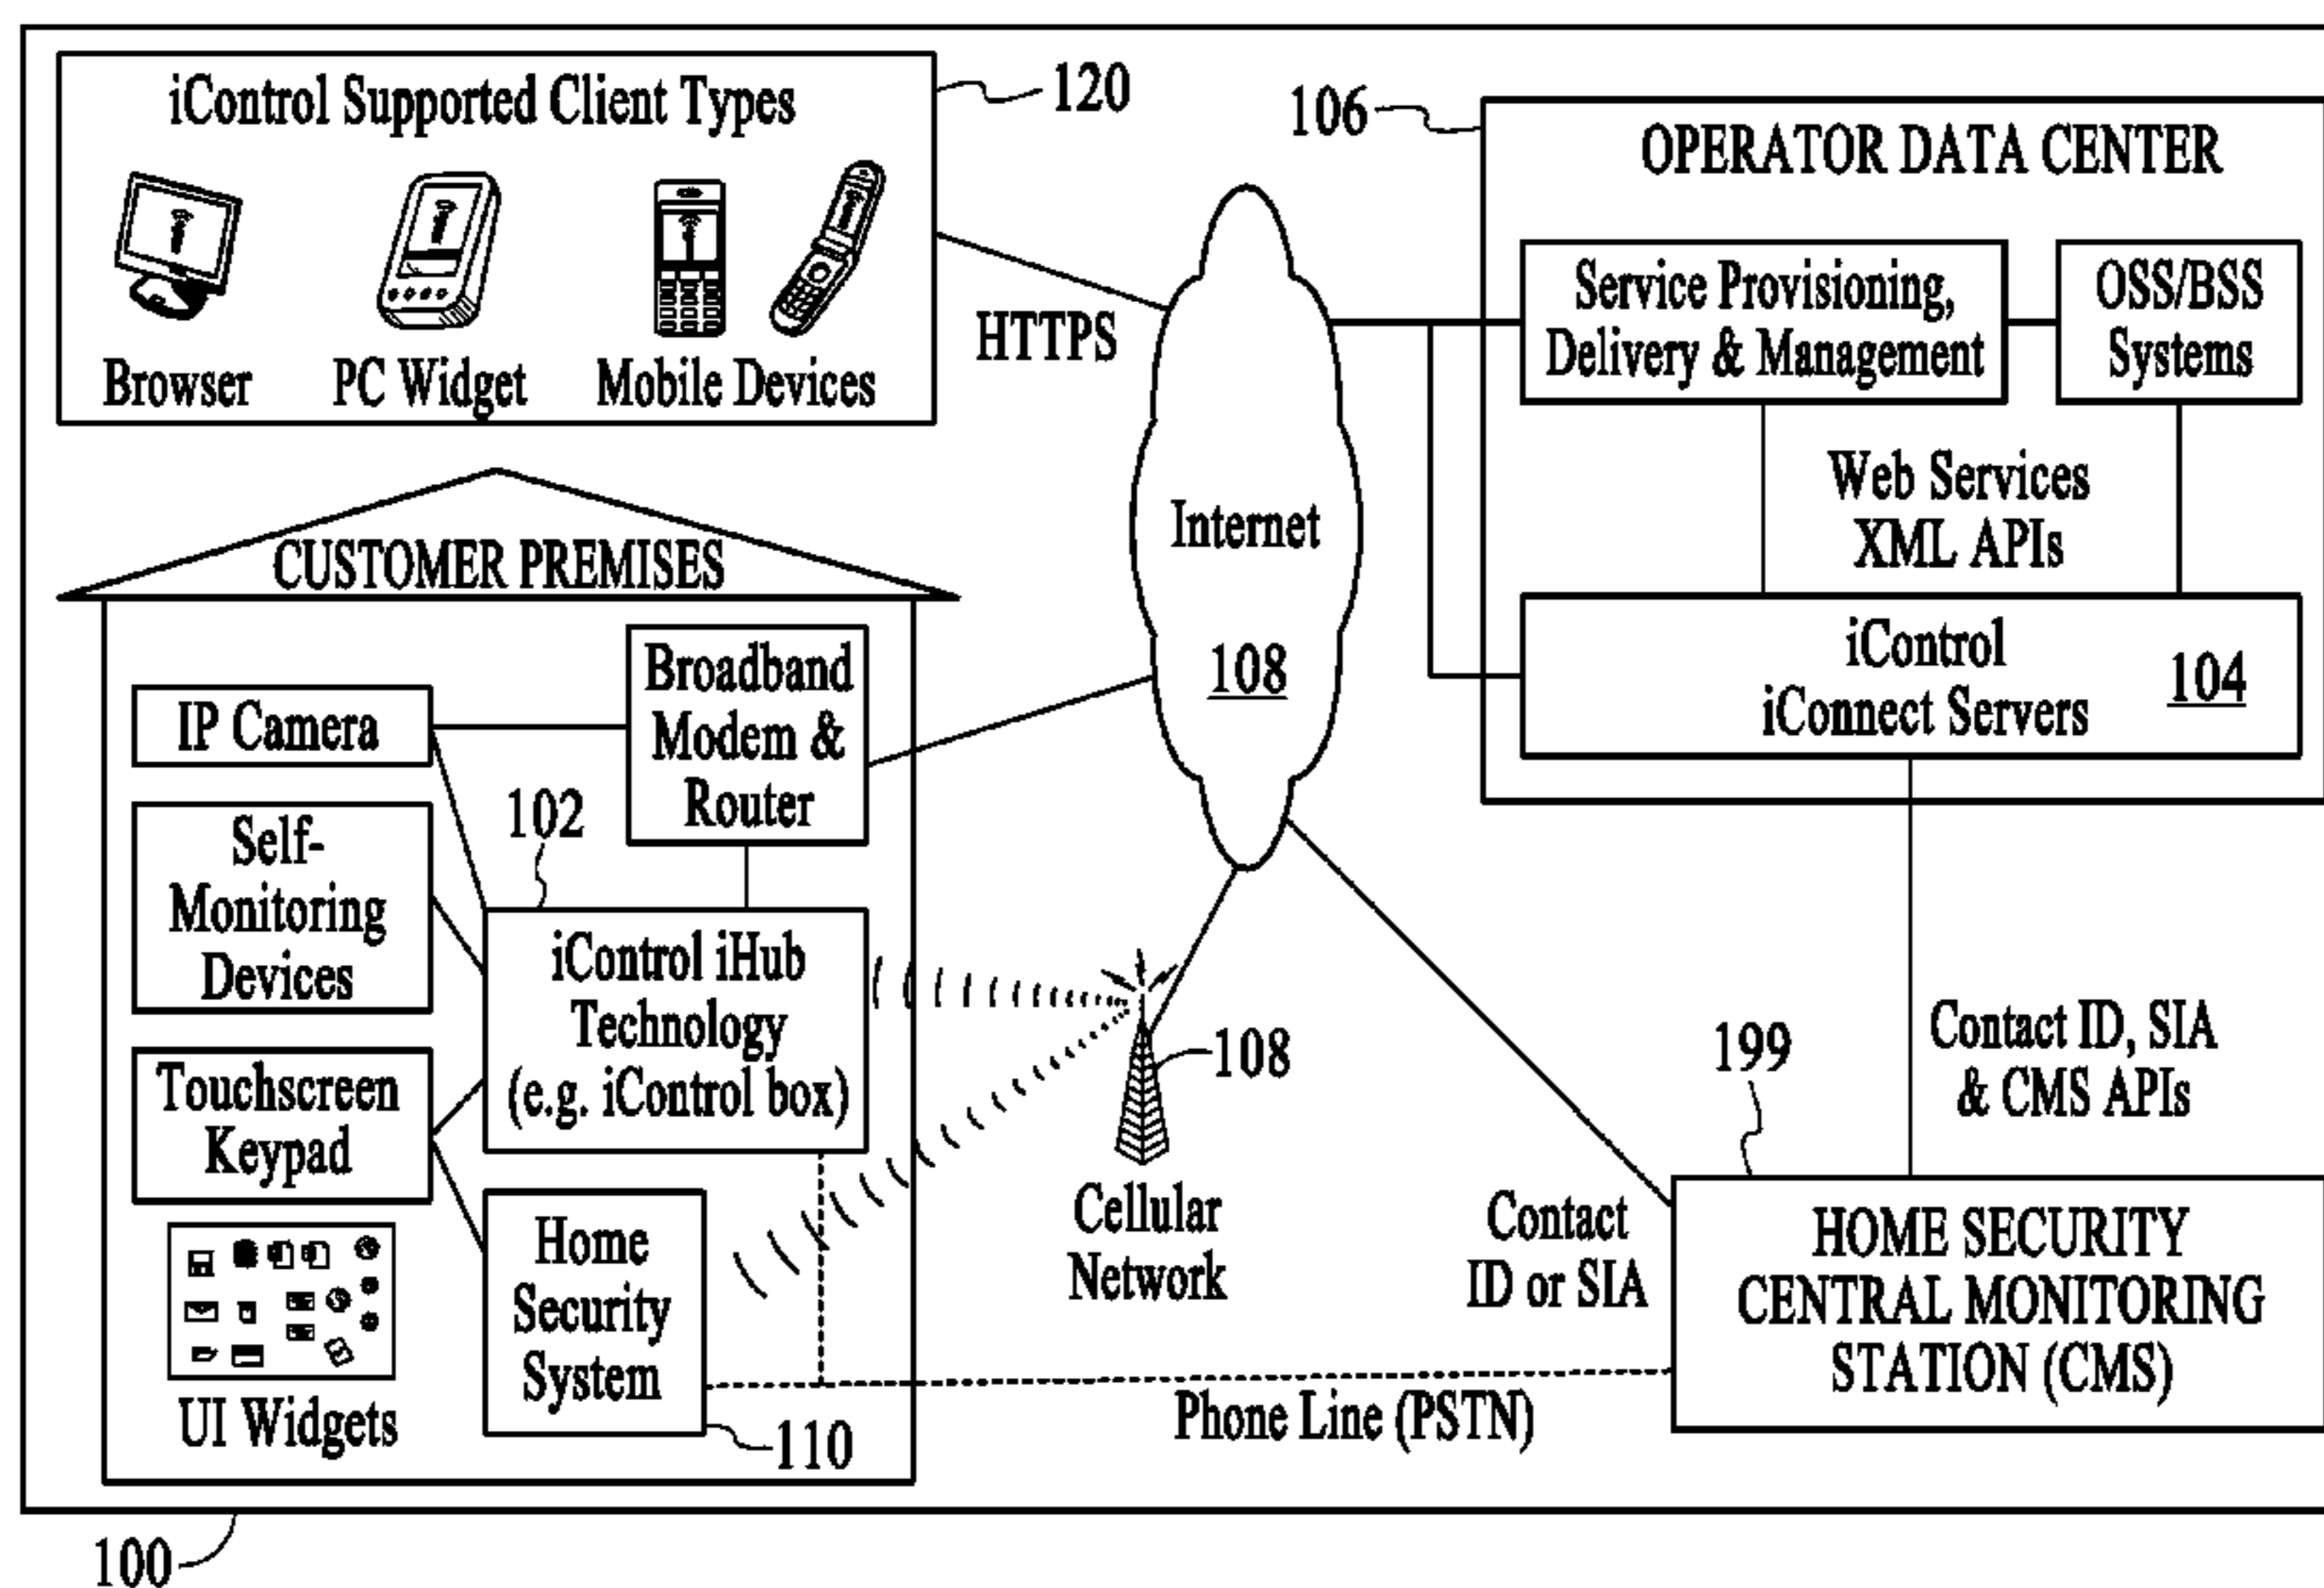 iControl Supported Client Types
120
Browser
PC Widget
Mobile Devices
HTTPS
106
OPERATOR DATA CENTER
Service Provisioning,
Delivery & Management
OSS/BSS
Systems
Web Services
XML APIs
iControl
iConnect Servers
104
Internet
108
CUSTOMER PREMISES
IP Camera
Broadband
Modem &
Router
102
Self-
Monitoring
Devices
iControl iHub
Technology
(e.g. iControl box)
Touchscreen
Keypad
Home
Security
System
UI Widgets
110
108
Cellular
Network
199
Contact ID, SIA
& CMS APIs
Contact
ID or SIA
HOME SECURITY
CENTRAL MONITORING
STATION (CMS)
Phone Line (PSTN)
100